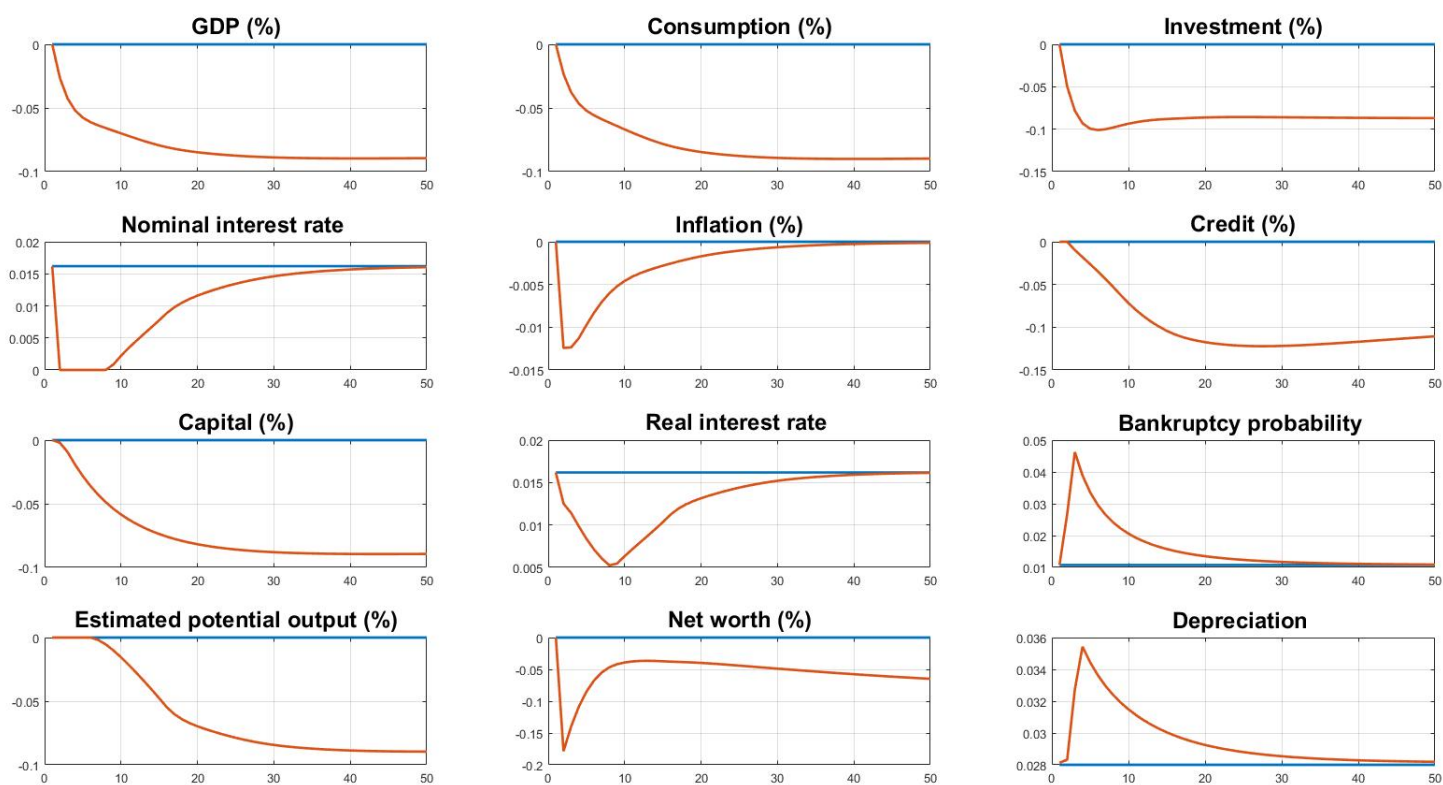 GDP (%)
0
-0.05
-0.1
0 10 20 30 40 50
Consumption (%)
0
-0.05
-0.1
0 10 20 30 40 50
Investment (%)
0
-0.05
-0.1
-0.15
0 10 20 30 40 50
Nominal interest rate
0.02
0.015
0.01
0.005
0
0 10 20 30 40 50
Inflation (%)
0
-0.005
-0.01
-0.015
0 10 20 30 40 50
Credit (%)
0
-0.05
-0.1
-0.15
0 10 20 30 40 50
Capital (%)
0
-0.05
-0.1
0 10 20 30 40 50
Real interest rate
0.02
0.015
0.01
0.005
0 10 20 30 40 50
Bankruptcy probability
0.05
0.04
0.03
0.02
0.01
0 10 20 30 40 50
Estimated potential output (%)
0
-0.05
-0.1
0 10 20 30 40 50
Net worth (%)
0
-0.05
-0.1
-0.15
-0.2
0 10 20 30 40 50
Depreciation
0.036
0.034
0.032
0.03
0.028
0 10 20 30 40 50